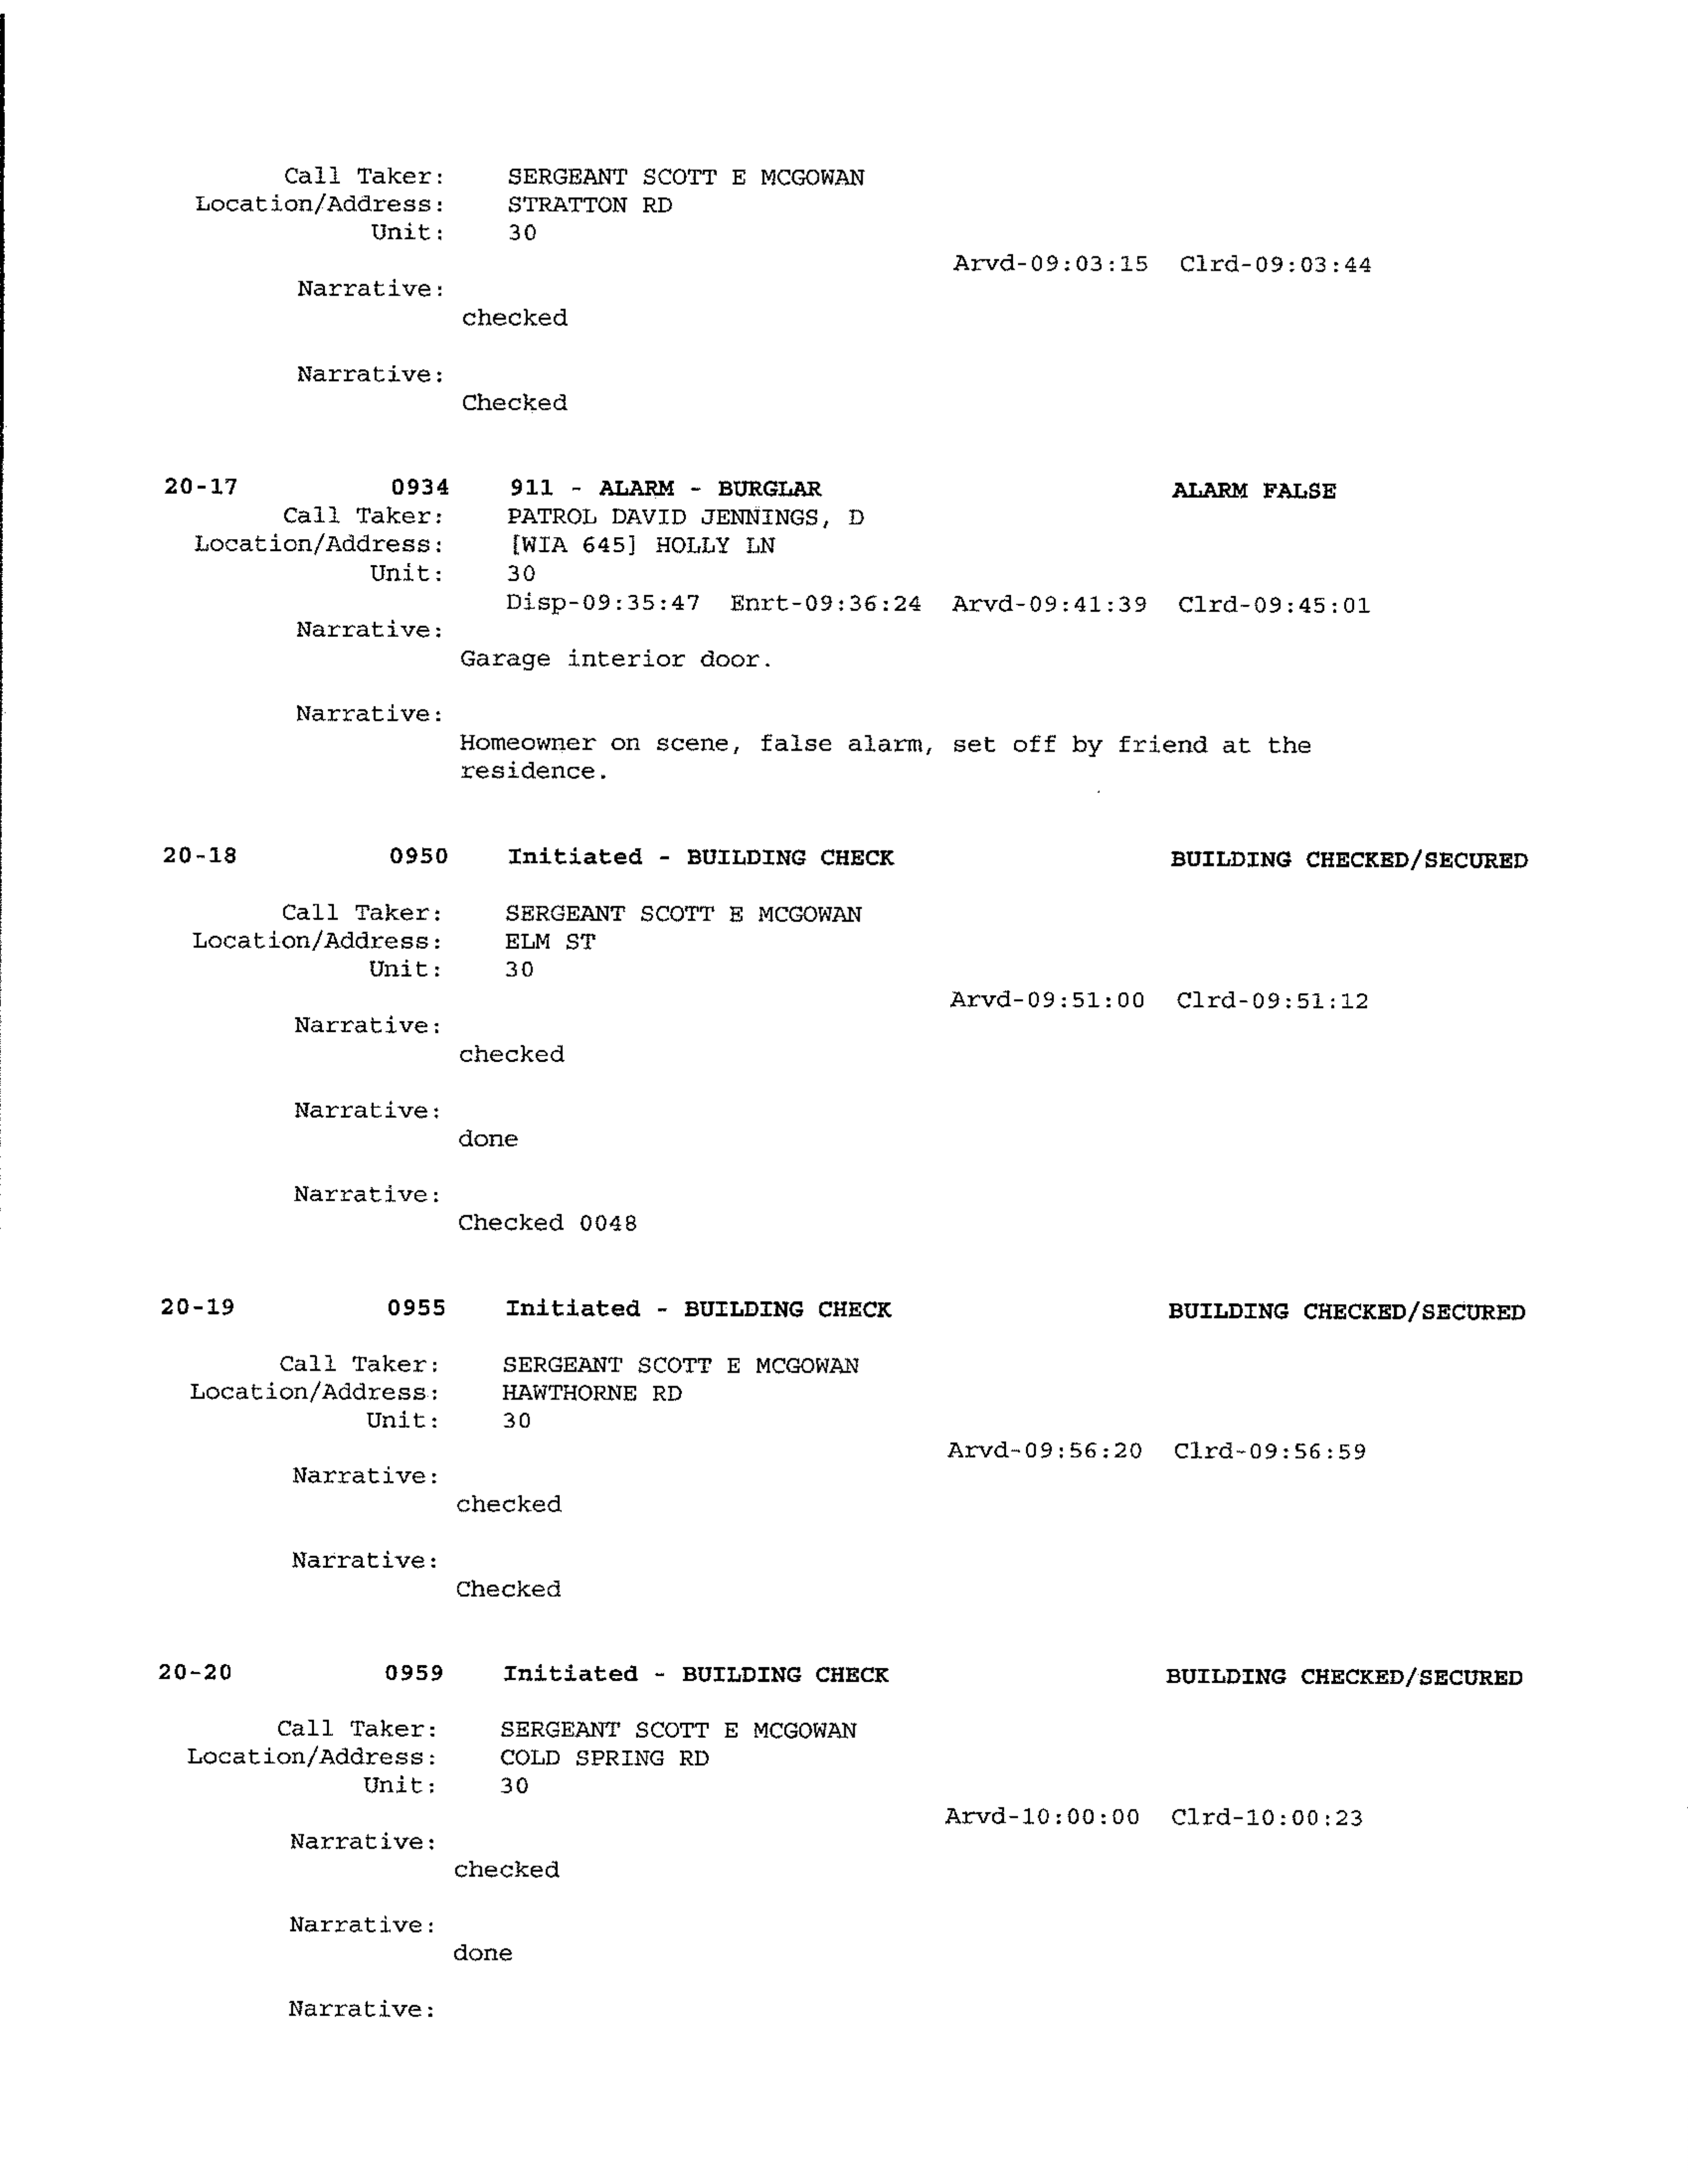 Call Taker: SERGEANT SCOTT E MCGOWAN
Location/Address: STRATTON RD
Unit: 30
Arvd-09:03:15 Clrd-09:03:44
Narrative:
checked
Narrative:
Checked
20-17 0934 911 - ALARM - BURGLAR ALARM FALSE
Call Taker: PATROL DAVID JENNINGS, D
Location/Address: [WIA 645] HOLLY LN
Unit: 30
Disp-09:35:47 Enrt-09:36:24 Arvd-09:41:39 Clrd-09:45:01
Narrative:
Garage interior door.
Narrative:
Homeowner on scene, false alarm, set off by friend at the
residence.
20-18 0950 Initiated - BUILDING CHECK BUILDING CHECKED/SECURED
Call Taker: SERGEANT SCOTT E MCGOWAN
Location/Address: ELM ST
Unit: 30
Arvd-09:51:00 Clrd-09:51:12
Narrative:
checked
Narrative:
done
Narrative:
Checked 0048
20-19 0955 Initiated - BUILDING CHECK BUILDING CHECKED/SECURED
Call Taker: SERGEANT SCOTT E MCGOWAN
Location/Address: HAWTHORNE RD
Unit: 30
Arvd-09:56:20 Clrd-09:56:59
Narrative:
checked
Narrative:
Checked
20-20 0959 Initiated - BUILDING CHECK BUILDING CHECKED/SECURED
Call Taker: SERGEANT SCOTT E MCGOWAN
Location/Address: COLD SPRING RD
Unit: 30
Arvd-10:00:00 Clrd-10:00:23
Narrative:
checked
Narrative:
done
Narrative: